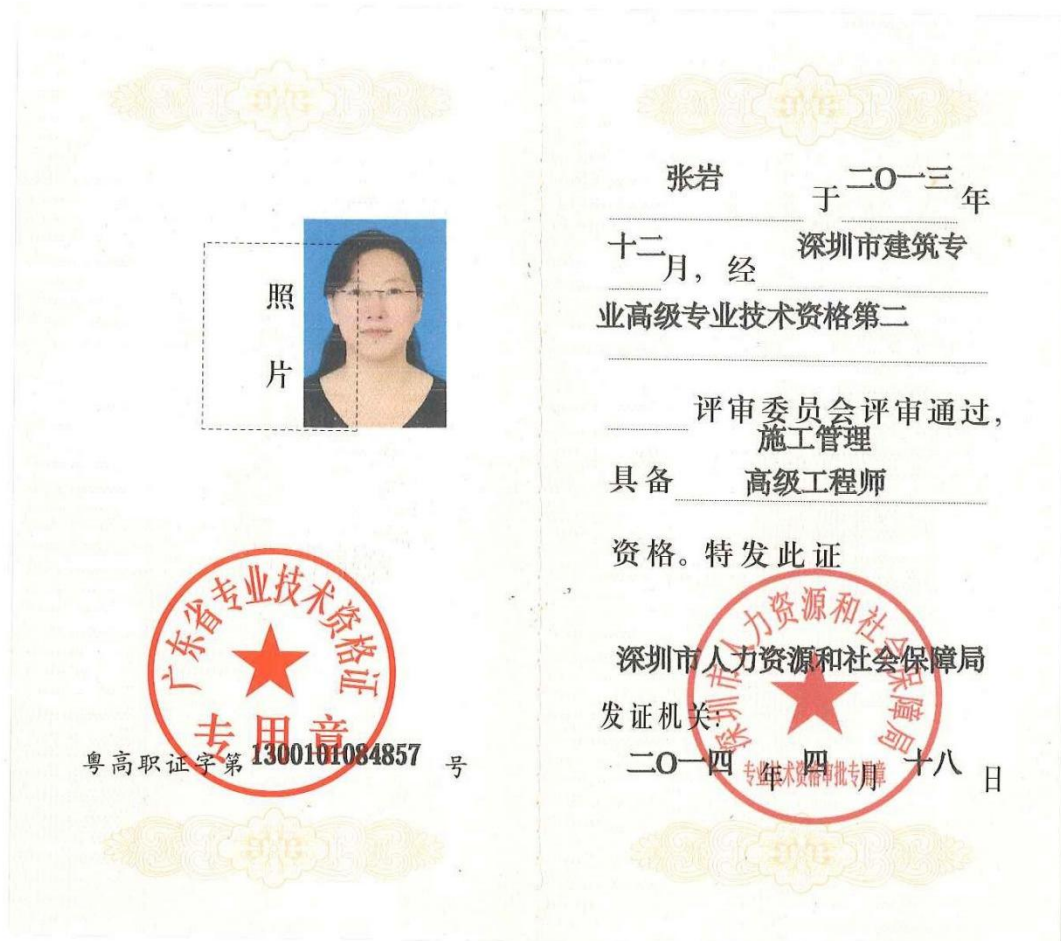 照
片
广东省专业技术资格证
专用章
粤高职证字第 1300101084857 号
张岩 于 二O一三 年
十二 月，经 深圳市建筑专
业高级专业技术资格第二
评审委员会评审通过，
施工管理
具备 高级工程师
资格。特发此证
深圳市人力资源和社会保障局
深圳市人力资源和社会保障局
发证机关：
二O一四 年 四 月 十八 日
专业技术资格审批专用章